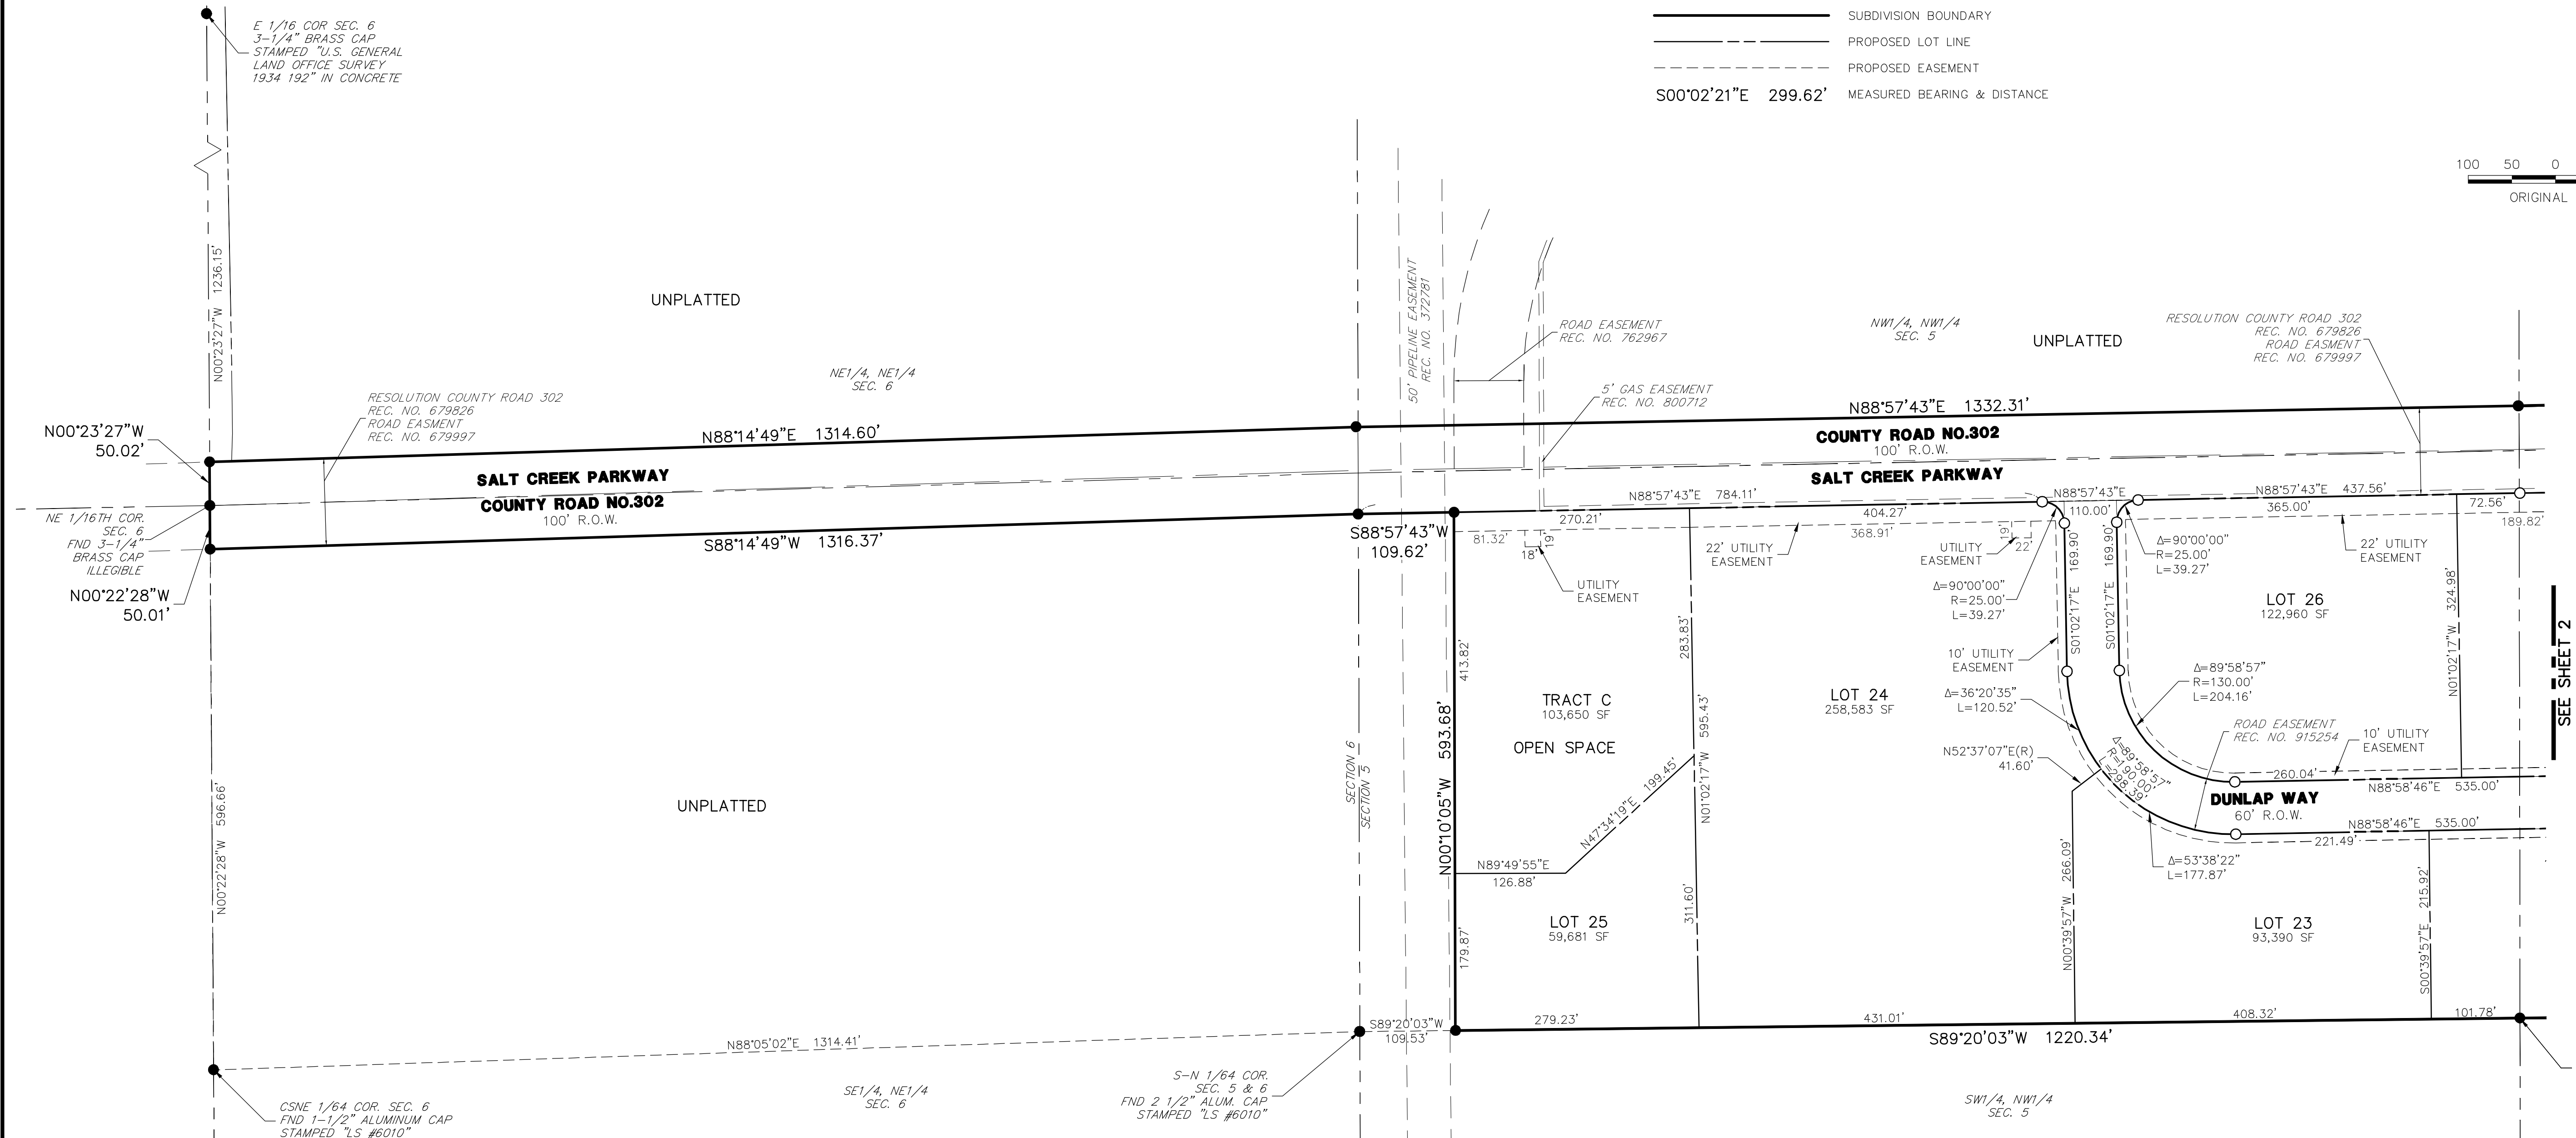 E 1/16 COR SEC. 6
3-1/4" BRASS CAP
STAMPED "U.S. GENERAL
LAND OFFICE SURVEY
1934 192" IN CONCRETE
SUBDIVISION BOUNDARY
PROPOSED LOT LINE
PROPOSED EASEMENT
S00°02'21"E 299.62' MEASURED BEARING & DISTANCE
100 50 0
ORIGINAL
N00°23'27"W 1236.15'
UNPLATTED
NE1/4, NE1/4
SEC. 6
50' PIPELINE EASEMENT
REC. NO. 372781
ROAD EASEMENT
REC. NO. 762967
NW1/4, NW1/4
SEC. 5
UNPLATTED
RESOLUTION COUNTY ROAD 302
REC. NO. 679826
ROAD EASMENT
REC. NO. 679997
5' GAS EASEMENT
REC. NO. 800712
RESOLUTION COUNTY ROAD 302
REC. NO. 679826
ROAD EASMENT
REC. NO. 679997
N00°23'27"W
50.02'
N88°14'49"E 1314.60'
N88°57'43"E 1332.31'
COUNTY ROAD NO.302
100' R.O.W.
SALT CREEK PARKWAY
SALT CREEK PARKWAY
COUNTY ROAD NO.302
100' R.O.W.
NE 1/16TH COR.
SEC. 6
FND 3-1/4"
BRASS CAP
ILLEGIBLE
N00°22'28"W
50.01'
S88°14'49"W 1316.37'
S88°57'43"W
109.62'
N88°57'43"E 784.11'
N88°57'43"E
110.00'
N88°57'43"E 437.56'
270.21'
404.27'
365.00'
72.56'
189.82'
81.32'
18'
19'
368.91'
19'
22'
22' UTILITY
EASEMENT
UTILITY
EASEMENT
UTILITY
EASEMENT
22' UTILITY
EASEMENT
Δ=90°00'00"
R=25.00'
L=39.27'
Δ=90°00'00"
R=25.00'
L=39.27'
S01°02'17"E 169.90'
S01°02'17"E 169.90'
LOT 26
122,960 SF
N01°02'17"W 324.98'
SEE SHEET 2
10' UTILITY
EASEMENT
Δ=36°20'35"
L=120.52'
Δ=89°58'57"
R=130.00'
L=204.16'
413.82'
N00°10'05"W 593.68'
TRACT C
103,650 SF
OPEN SPACE
283.83'
N01°02'17"W 595.43'
LOT 24
258,583 SF
N52°37'07"E(R)
41.60'
Δ=89°58'57"
R=190.00'
L=298.39'
ROAD EASEMENT
REC. NO. 915254
10' UTILITY
EASEMENT
260.04'
N88°58'46"E 535.00'
DUNLAP WAY
60' R.O.W.
N88°58'46"E 535.00'
221.49'
Δ=53°38'22"
L=177.87'
SECTION 6
SECTION 5
UNPLATTED
N00°22'28"W 596.66'
N47°34'19"E 199.45'
N89°49'55"E
126.88'
311.60'
LOT 25
59,681 SF
179.87'
N00°39'57"W 266.09'
LOT 23
93,390 SF
S00°39'57"E 215.92'
S89°20'03"W
109.53'
279.23'
431.01'
408.32'
101.78'
S89°20'03"W 1220.34'
N88°05'02"E 1314.41'
CSNE 1/64 COR. SEC. 6
FND 1-1/2" ALUMINUM CAP
STAMPED "LS #6010"
SE1/4, NE1/4
SEC. 6
S-N 1/64 COR.
SEC. 5 & 6
FND 2 1/2" ALUM. CAP
STAMPED "LS #6010"
SW1/4, NW1/4
SEC. 5